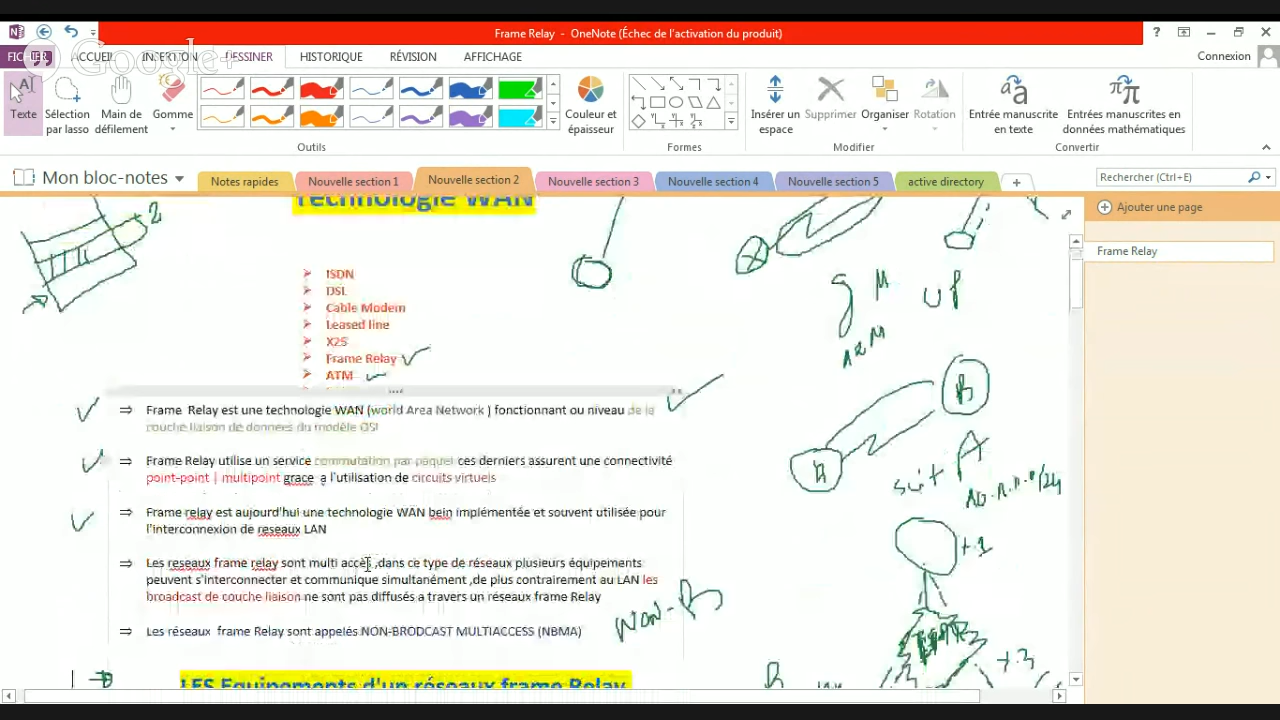 Frame Relay - OneNote (Échec de l'activation du produit)
Google+
FICHIER ACCUEIL INSERTION DESSINER HISTORIQUE RÉVISION AFFICHAGE Connexion
Texte
Sélection par lasso
Main de défilement
Gomme
Couleur et épaisseur
Insérer un espace
Supprimer
Organiser
Rotation
Entrée manuscrite en texte
Entrées manuscrites en données mathématiques
Outils Formes Modifier Convertir
Mon bloc-notes Notes rapides Nouvelle section 1 Nouvelle section 2 Nouvelle section 3 Nouvelle section 4 Nouvelle section 5 active directory Rechercher (Ctrl+E)
Ajouter une page
Frame Relay
Technologie WAN
ISDN
DSL
Cable Modem
Leased line
X25
Frame Relay
ATM
Frame Relay est une technologie WAN (world Area Network ) fonctionnant ou niveau de la
couche liaison de données du modèle OSI
Frame Relay utilise un service commutation par paquet ces derniers assurent une connectivité
point-point | multipoint grace a l'utilisation de circuits virtuels
Frame relay est aujourd'hui une technologie WAN bein implémentée et souvent utilisée pour
l'interconnexion de reseaux LAN
Les reseaux frame relay sont multi accès ,dans ce type de réseaux plusieurs équipements
peuvent s'interconnecter et communique simultanément ,de plus contrairement au LAN les
broadcast de couche liaison ne sont pas diffusés a travers un réseaux frame Relay
Les réseaux frame Relay sont appelés NON-BRODCAST MULTIACCESS (NBMA)
LES Equipements d'un réseaux frame Relay
+2
UP
B
A
+1
NON-B
+3
R